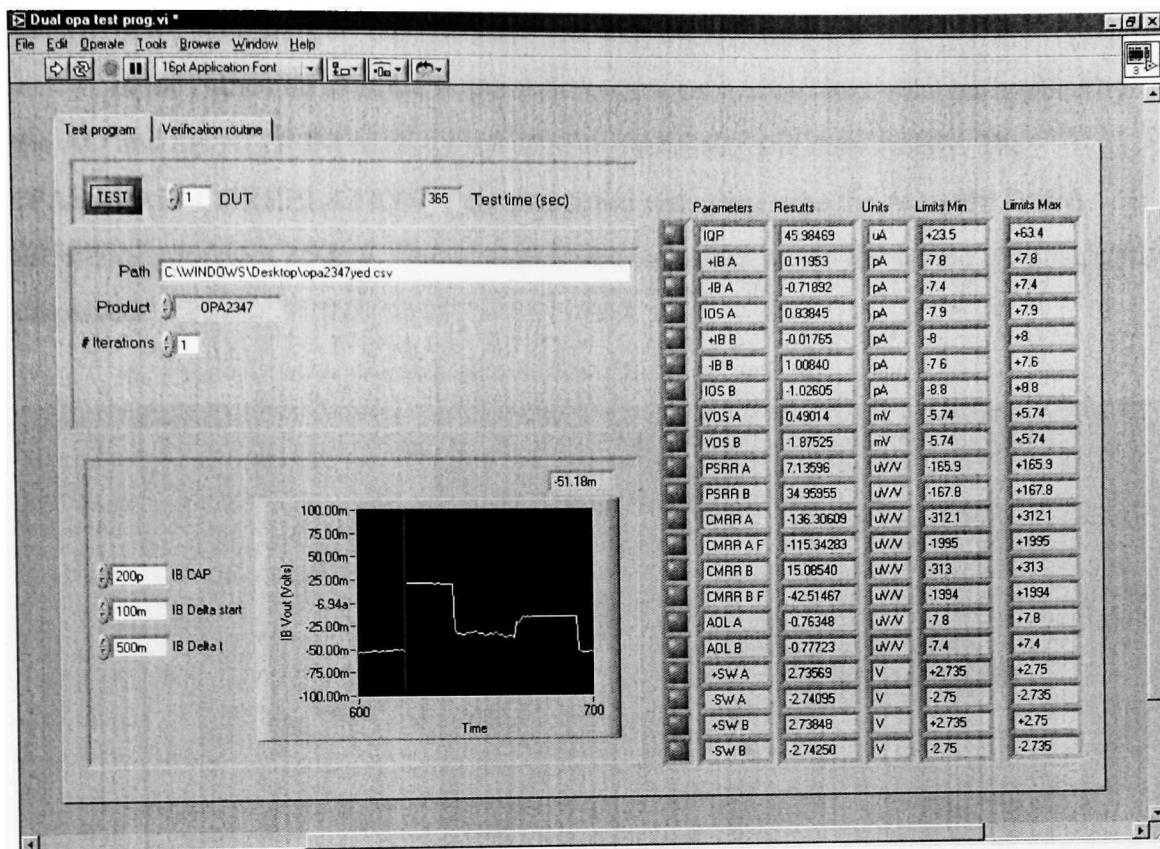 Dual opa test prog.vi *
File Edit Operate Tools Browse Window Help
16pt Application Font
3
Test program Verification routine
TEST 1 DUT 365 Test time (sec)
Path C:\WINDOWS\Desktop\opa2347yed.csv
Product OPA2347
# Iterations 1
-51.18m
100.00m
75.00m
50.00m
25.00m
-6.94a
-25.00m
-50.00m
-75.00m
-100.00m
IB Vout (Volts)
600 700
Time
200p IB CAP
100m IB Delta start
500m IB Delta t
Parameters Results Units Limits Min Limits Max
IQP 45.98469 uA +23.5 +63.4
+IB A 0.11953 pA -7.8 +7.8
-IB A -0.71892 pA -7.4 +7.4
IOS A 0.83845 pA -7.9 +7.9
+IB B -0.01765 pA -8 +8
-IB B 1.00840 pA -7.6 +7.6
IOS B -1.02605 pA -8.8 +8.8
VOS A 0.49014 mV -5.74 +5.74
VOS B -1.87525 mV -5.74 +5.74
PSRR A 7.13596 uV/V -165.9 +165.9
PSRR B 34.95955 uV/V -167.8 +167.8
CMRR A -136.30609 uV/V -312.1 +312.1
CMRR A F -115.34283 uV/V -1995 +1995
CMRR B 15.08540 uV/V -313 +313
CMRR B F -42.51467 uV/V -1994 +1994
AOL A -0.76348 uV/V -7.8 +7.8
AOL B -0.77723 uV/V -7.4 +7.4
+SW A 2.73569 V +2.735 +2.75
-SW A -2.74095 V -2.75 -2.735
+SW B 2.73848 V +2.735 +2.75
-SW B -2.74250 V -2.75 -2.735